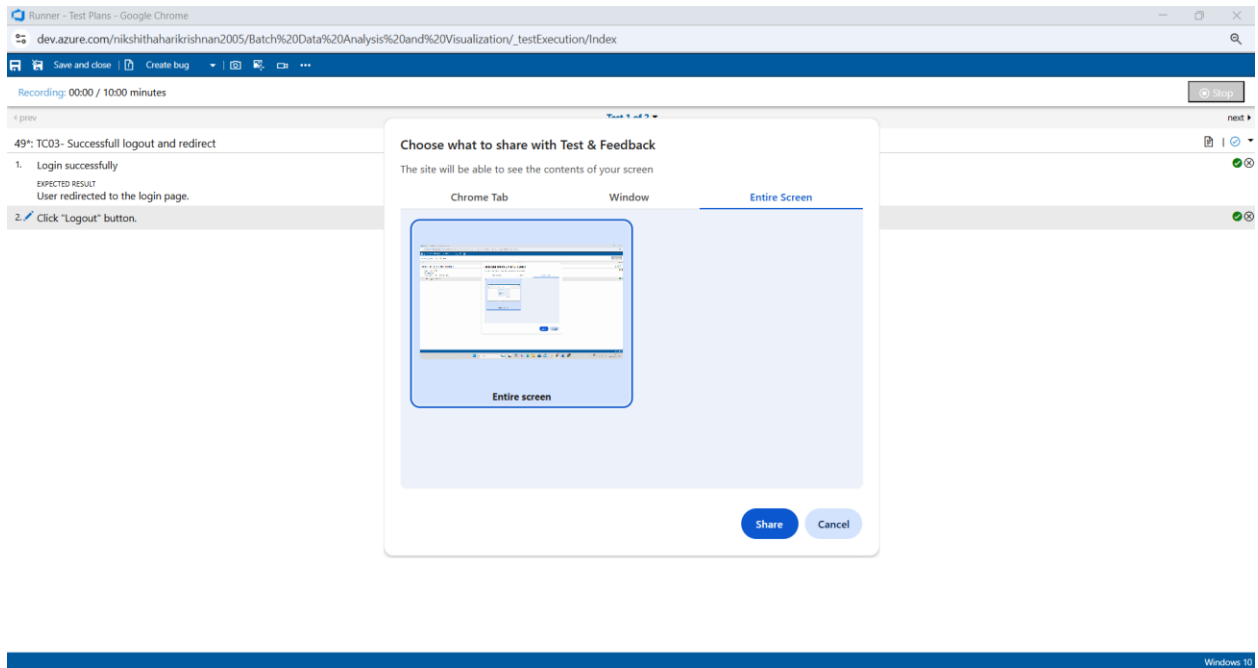 Runner - Test Plans - Google Chrome
dev.azure.com/nikshithaharikrishnan2005/Batch%20Data%20Analysis%20and%20Visualization/_testExecution/Index
Save and close | Create bug
Recording: 00:00 / 10:00 minutes
Stop
prev
Test 1 of 2
next
49*: TC03- Successfull logout and redirect
1. Login successfully
EXPECTED RESULT
User redirected to the login page.
2. Click "Logout" button.
Choose what to share with Test & Feedback
The site will be able to see the contents of your screen
Chrome Tab Window Entire Screen
Entire screen
Share Cancel
Windows 10